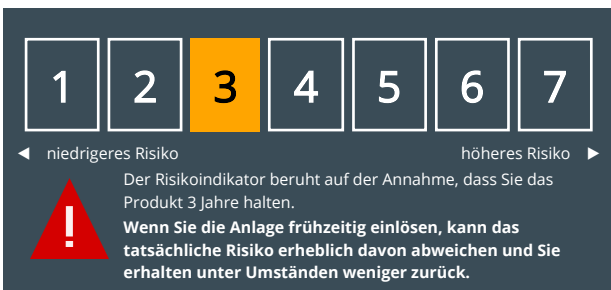 1 2 3 4 5 6 7
◄ niedrigeres Risiko höheres Risiko ►
Der Risikoindikator beruht auf der Annahme, dass Sie das
Produkt 3 Jahre halten.
Wenn Sie die Anlage frühzeitig einlösen, kann das
tatsächliche Risiko erheblich davon abweichen und Sie
erhalten unter Umständen weniger zurück.
!